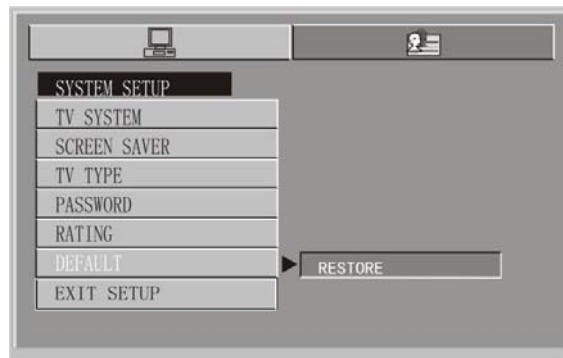 SYSTEM SETUP
TV SYSTEM
SCREEN SAVER
TV TYPE
PASSWORD
RATING
DEFAULT
RESTORE
EXIT SETUP